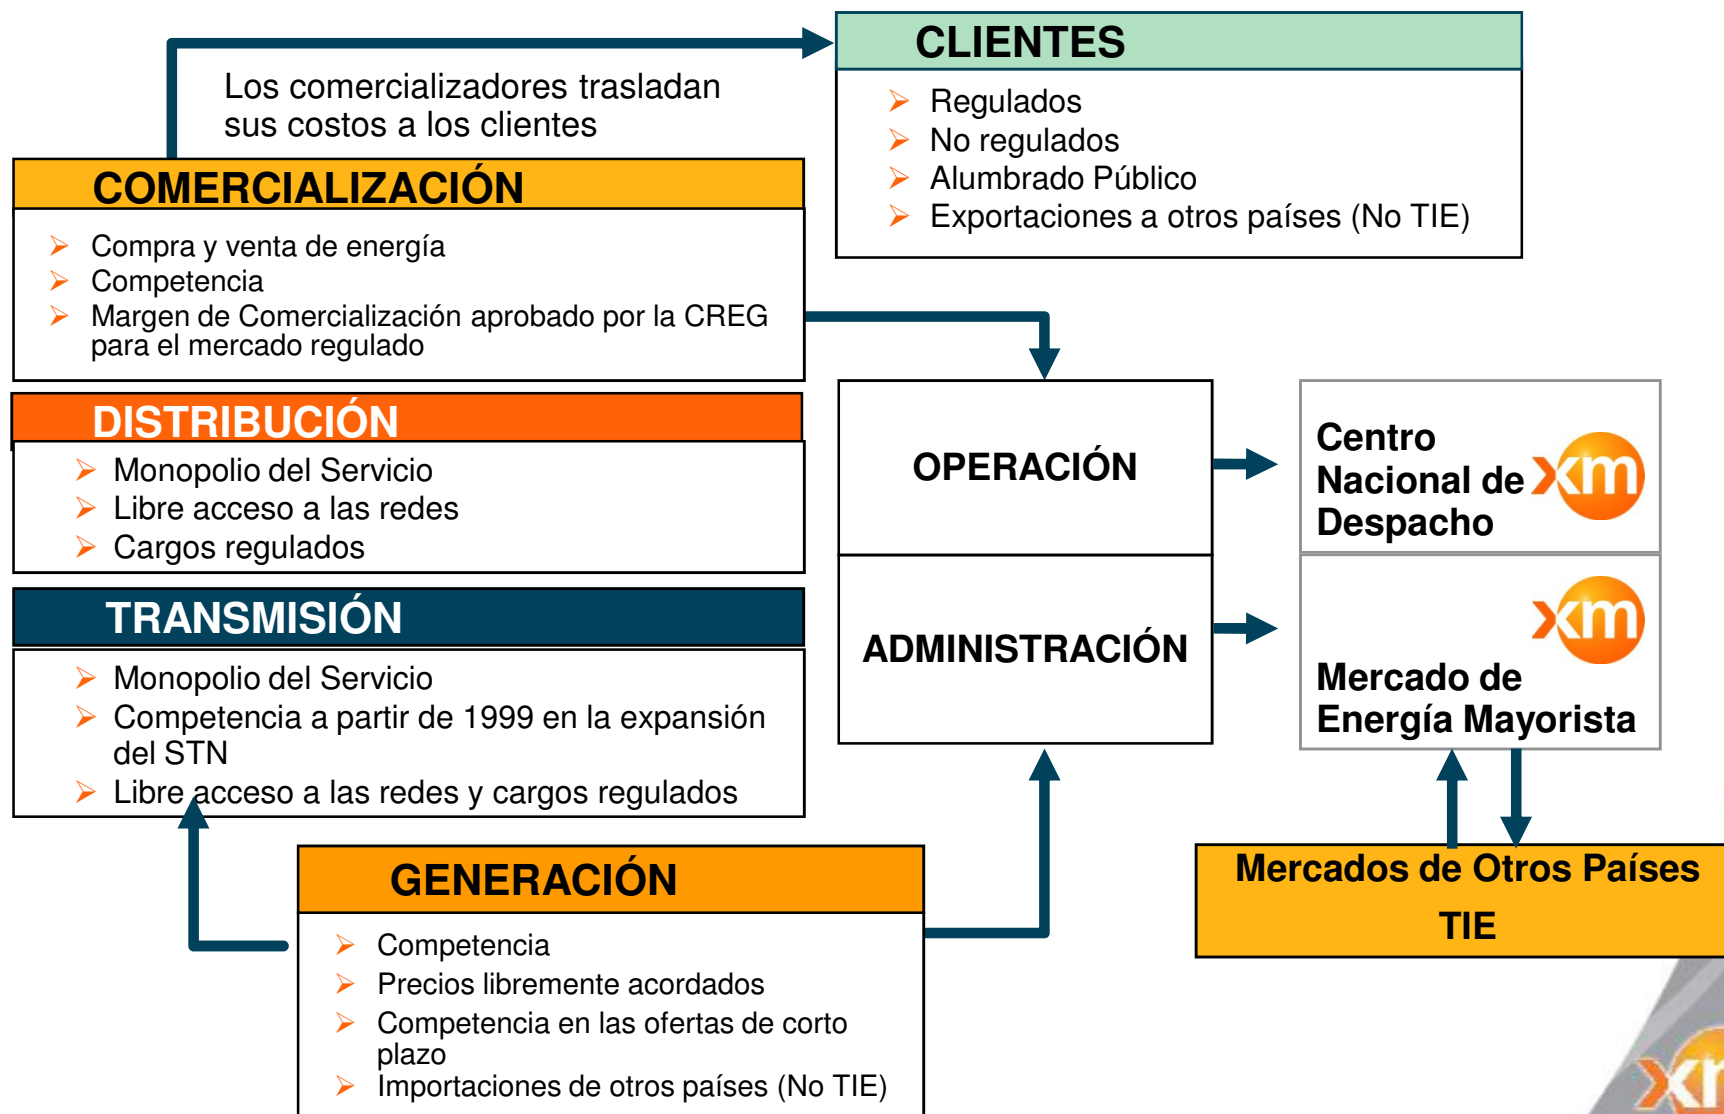 CLIENTES
Regulados
No regulados
Alumbrado Público
Exportaciones a otros países (No TIE)
Los comercializadores trasladan
sus costos a los clientes
COMERCIALIZACIÓN
Compra y venta de energía
Competencia
Margen de Comercialización aprobado por la CREG
para el mercado regulado
DISTRIBUCIÓN
Monopolio del Servicio
Libre acceso a las redes
Cargos regulados
TRANSMISIÓN
Monopolio del Servicio
Competencia a partir de 1999 en la expansión
del STN
Libre acceso a las redes y cargos regulados
GENERACIÓN
Competencia
Precios libremente acordados
Competencia en las ofertas de corto
plazo
Importaciones de otros países (No TIE)
OPERACIÓN
ADMINISTRACIÓN
Centro
Nacional de
Despacho
xm
xm
Mercado de
Energía Mayorista
Mercados de Otros Países
TIE
xm